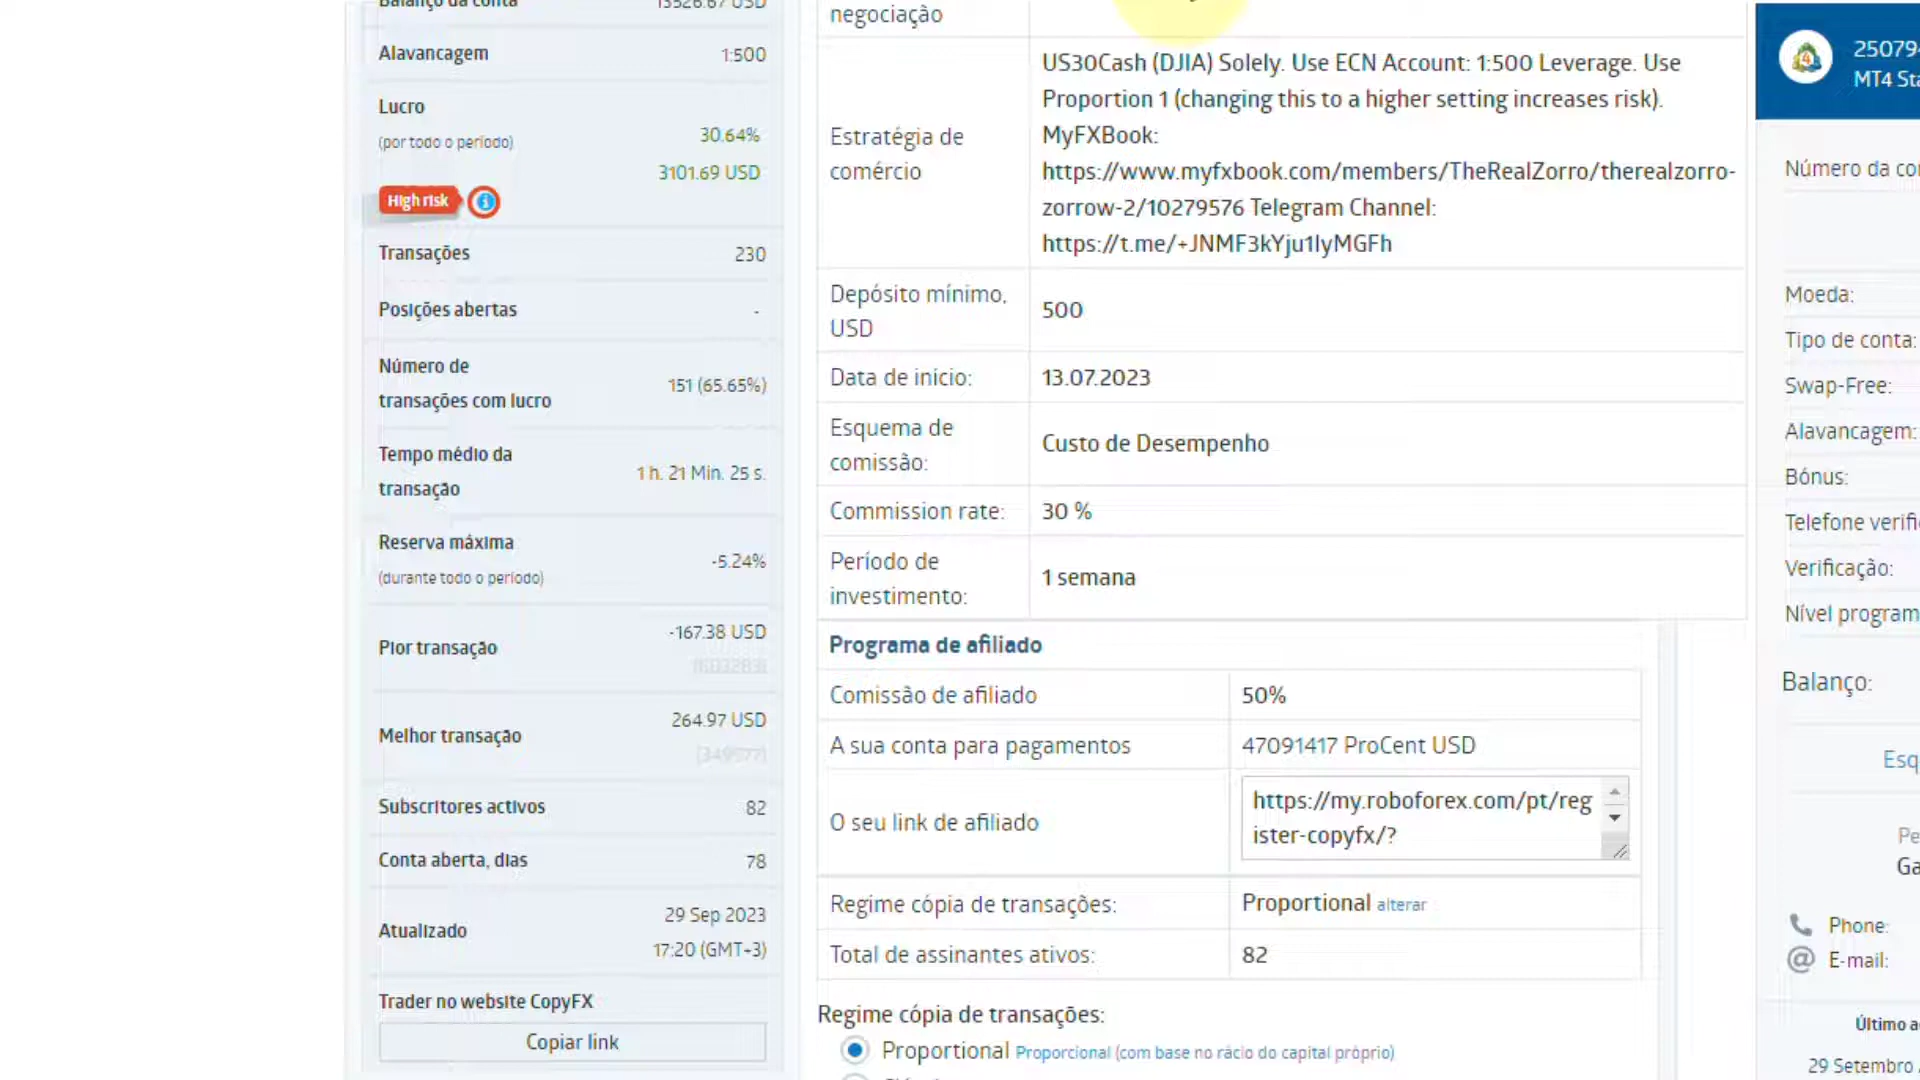 Balanço da conta 13526.67 USD
Alavancagem 1:500
Lucro
(por todo o período) 30.64%
3101.69 USD
High risk
Transações 230
Posições abertas -
Número de
transações com lucro 151 (65.65%)
Tempo médio da
transação 1 h. 21 Min. 25 s.
Reserva máxima
(durante todo o período) -5.24%
Pior transação -167.38 USD
Melhor transação 264.97 USD
Subscritores activos 82
Conta aberta, dias 78
Atualizado 29 Sep 2023
17:20 (GMT+3)
Trader no website CopyFX
Copiar link
negociação
Estratégia de
comércio
US30Cash (DJIA) Solely. Use ECN Account: 1:500 Leverage. Use
Proportion 1 (changing this to a higher setting increases risk).
MyFXBook:
https://www.myfxbook.com/members/TheRealZorro/therealzorro-
zorrow-2/10279576 Telegram Channel:
https://t.me/+JNMF3kYju1IyMGFh
Depósito mínimo,
USD
500
Data de início: 13.07.2023
Esquema de
comissão:
Custo de Desempenho
Commission rate: 30 %
Período de
investimento:
1 semana
Programa de afiliado
Comissão de afiliado 50%
A sua conta para pagamentos 47091417 ProCent USD
O seu link de afiliado
https://my.roboforex.com/pt/reg
ister-copyfx/?
Regime cópia de transações: Proportional alterar
Total de assinantes ativos: 82
Regime cópia de transações:
Proportional Proporcional (com base no rácio do capital próprio)
25079
MT4 Sta
Número da con
Moeda:
Tipo de conta:
Swap-Free:
Alavancagem:
Bónus:
Telefone verifi
Verificação:
Nível program
Balanço:
Esq
Pe
Ga
Phone:
@ E-mail:
Último a
29 Setembro